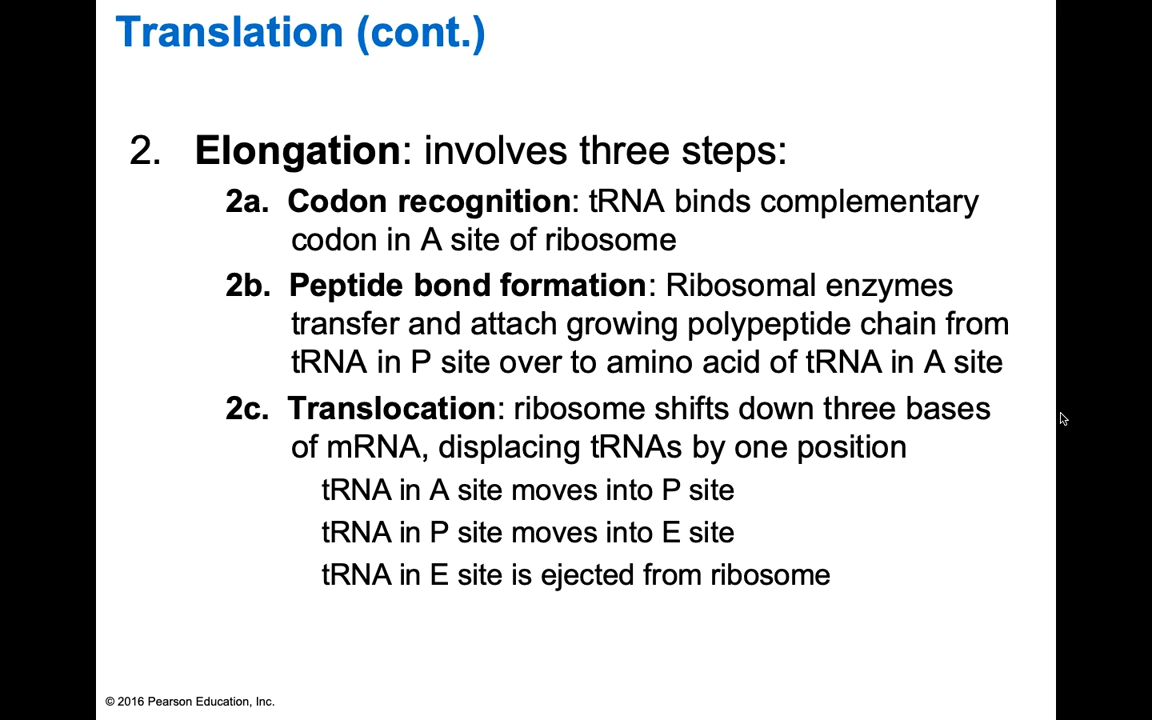 Translation (cont.)
2. Elongation: involves three steps:
2a. Codon recognition: tRNA binds complementary
codon in A site of ribosome
2b. Peptide bond formation: Ribosomal enzymes
transfer and attach growing polypeptide chain from
tRNA in P site over to amino acid of tRNA in A site
2c. Translocation: ribosome shifts down three bases
of mRNA, displacing tRNAs by one position
tRNA in A site moves into P site
tRNA in P site moves into E site
tRNA in E site is ejected from ribosome
© 2016 Pearson Education, Inc.